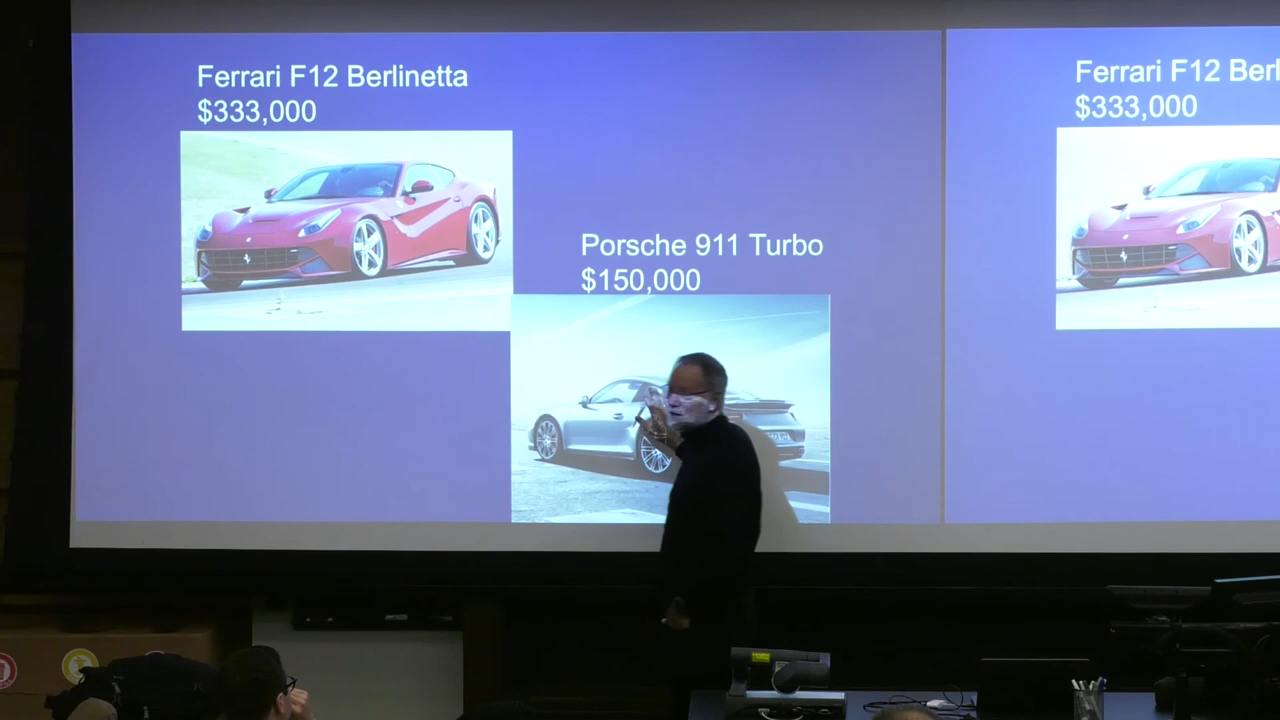 Ferrari F12 Berlinetta
$333,000
Porsche 911 Turbo
$150,000
Ferrari F12 Berl
$333,000